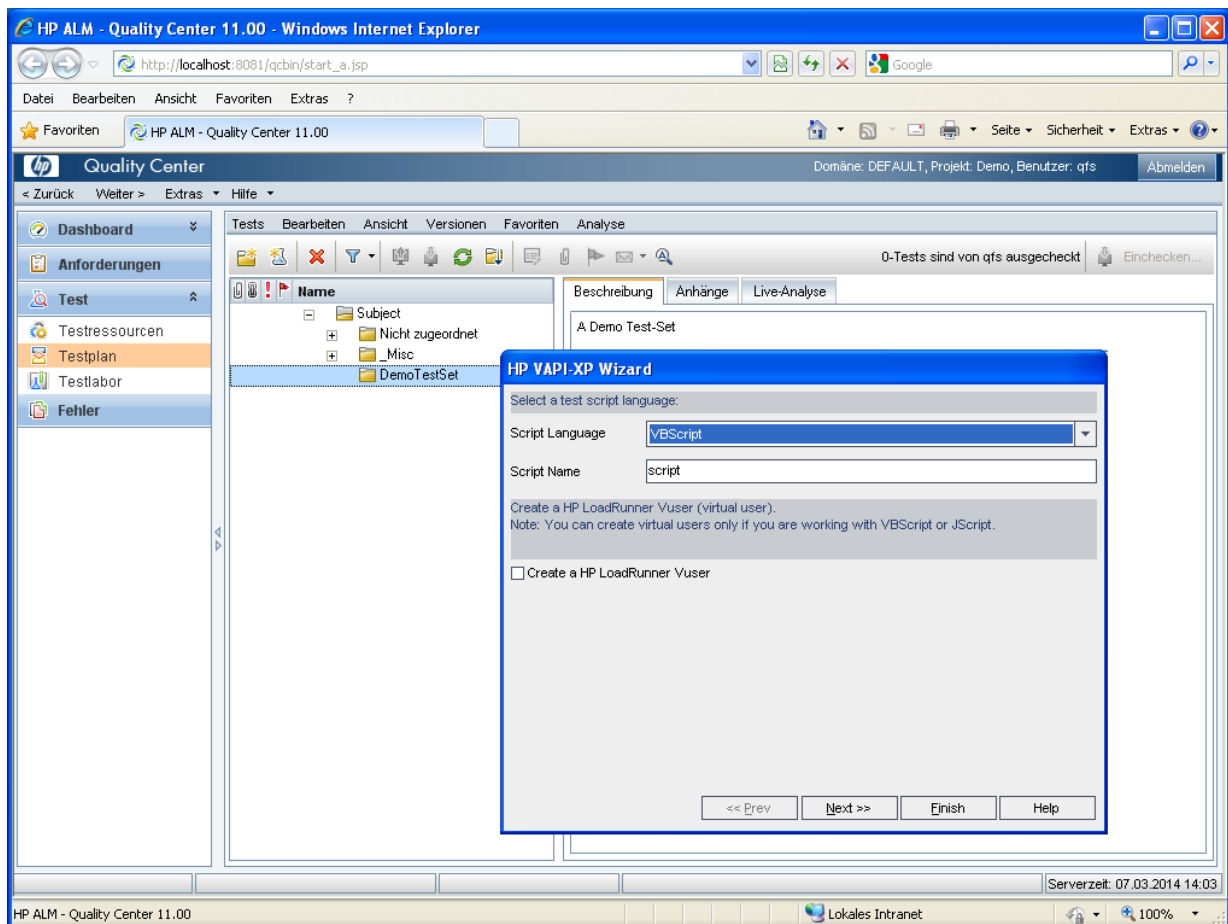 HP ALM - Quality Center 11.00 - Windows Internet Explorer
http://localhost:8081/qcbin/start_a.jsp
Google
Datei Bearbeiten Ansicht Favoriten Extras ?
Favoriten HP ALM - Quality Center 11.00 Seite Sicherheit Extras
hp Quality Center Domäne: DEFAULT, Projekt: Demo, Benutzer: qfs Abmelden
< Zurück Weiter > Extras Hilfe
Dashboard
Anforderungen
Test
Testressourcen
Testplan
Testlabor
Fehler
Tests Bearbeiten Ansicht Versionen Favoriten Analyse
0-Tests sind von qfs ausgecheckt Einchecken...
Name
Subject
Nicht zugeordnet
_Misc
DemoTestSet
Beschreibung Anhänge Live-Analyse
A Demo Test-Set
HP VAPI-XP Wizard
Select a test script language:
Script Language VBScript
Script Name script
Create a HP LoadRunner Vuser (virtual user).
Note: You can create virtual users only if you are working with VBScript or JScript.
Create a HP LoadRunner Vuser
<< Prev Next >> Finish Help
Serverzeit: 07.03.2014 14:03
HP ALM - Quality Center 11.00 Lokales Intranet 100%